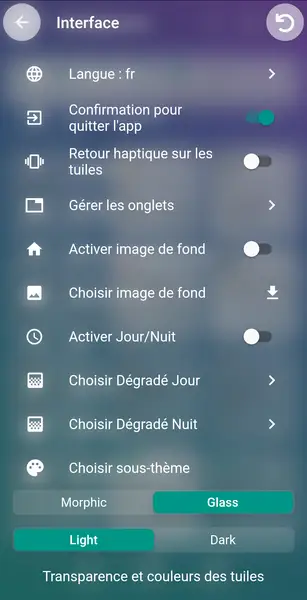 Interface
Langue : fr
Confirmation pour
quitter l'app
Retour haptique sur les
tuiles
Gérer les onglets
Activer image de fond
Choisir image de fond
Activer Jour/Nuit
Choisir Dégradé Jour
Choisir Dégradé Nuit
Choisir sous-thème
Morphic Glass
Light Dark
Transparence et couleurs des tuiles